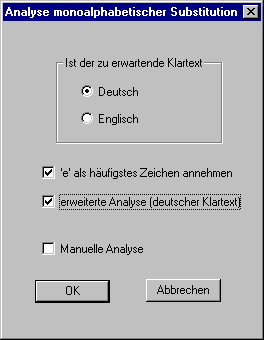 Analyse monoalphabetischer Substitution
Ist der zu erwartende Klartext
Deutsch
Englisch
'e' als häufigstes Zeichen annehmen
erweiterte Analyse (deutscher Klartext)
Manuelle Analyse
OK
Abbrechen